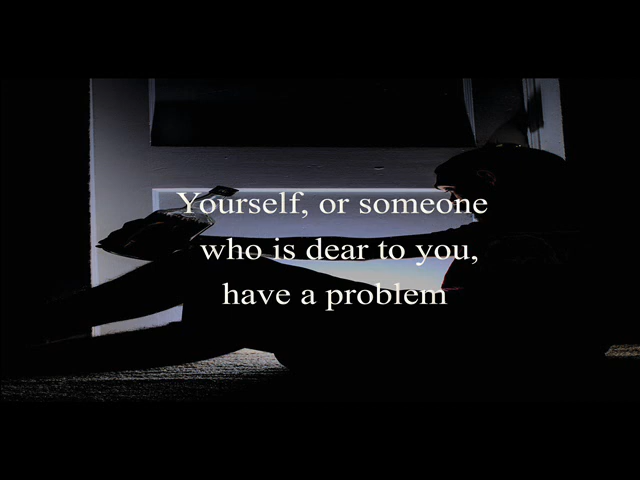 Yourself, or someone
who is dear to you,
have a problem